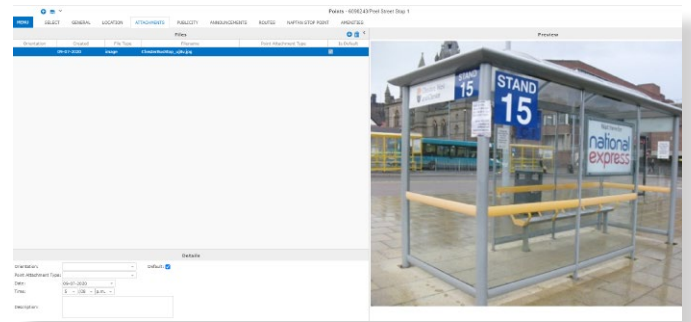 Points - 609B243/Peel Street Stop 1
MENU SELECT GENERAL LOCATION ATTACHMENTS PUBLICITY ANNOUNCEMENTS ROUTES NAPTAN STOP POINT AMENITIES
Files
Preview
Orientation Created File Type Filename Point Attachment Type Is Default
09-07-2020 Image
STAND
15
STAND
15
national
express
Details
Orientation:
Default:
Point Attachment Type:
Date: 09-07-2020
Time: p.m.
Description: